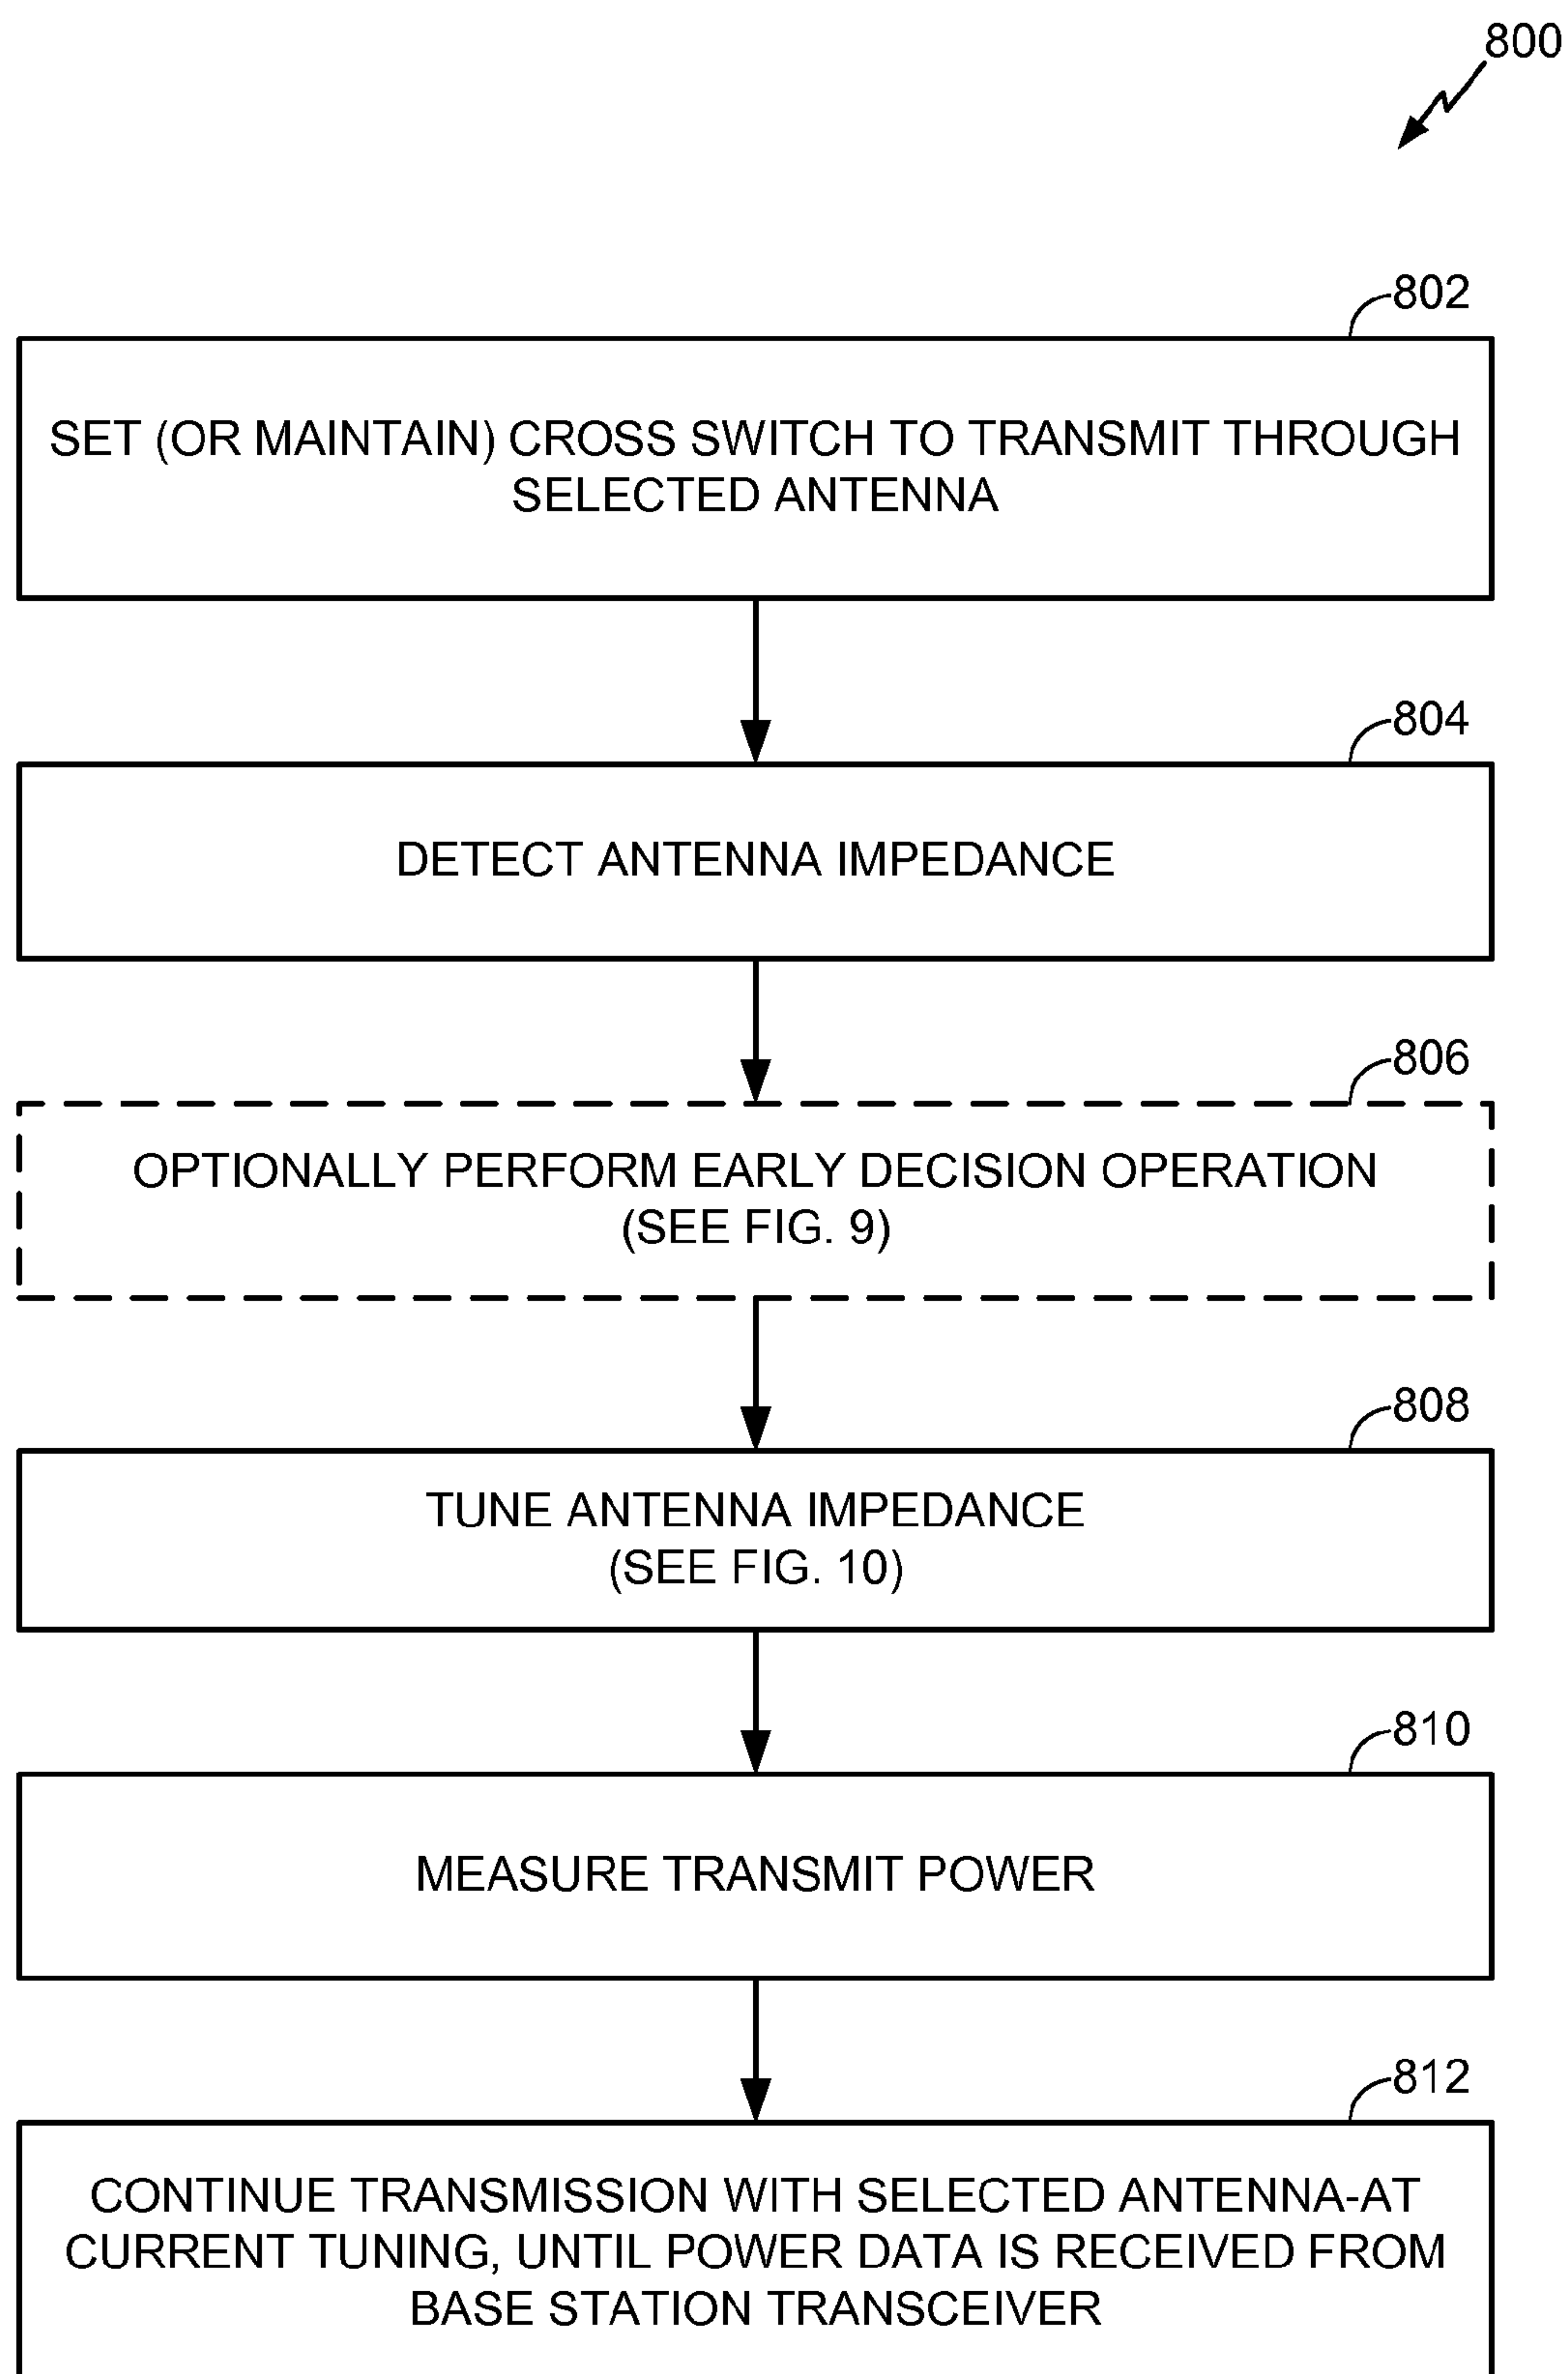 800
802
SET (OR MAINTAIN) CROSS SWITCH TO TRANSMIT THROUGH
SELECTED ANTENNA
804
DETECT ANTENNA IMPEDANCE
806
OPTIONALLY PERFORM EARLY DECISION OPERATION
(SEE FIG. 9)
808
TUNE ANTENNA IMPEDANCE
(SEE FIG. 10)
810
MEASURE TRANSMIT POWER
812
CONTINUE TRANSMISSION WITH SELECTED ANTENNA-AT
CURRENT TUNING, UNTIL POWER DATA IS RECEIVED FROM
BASE STATION TRANSCEIVER